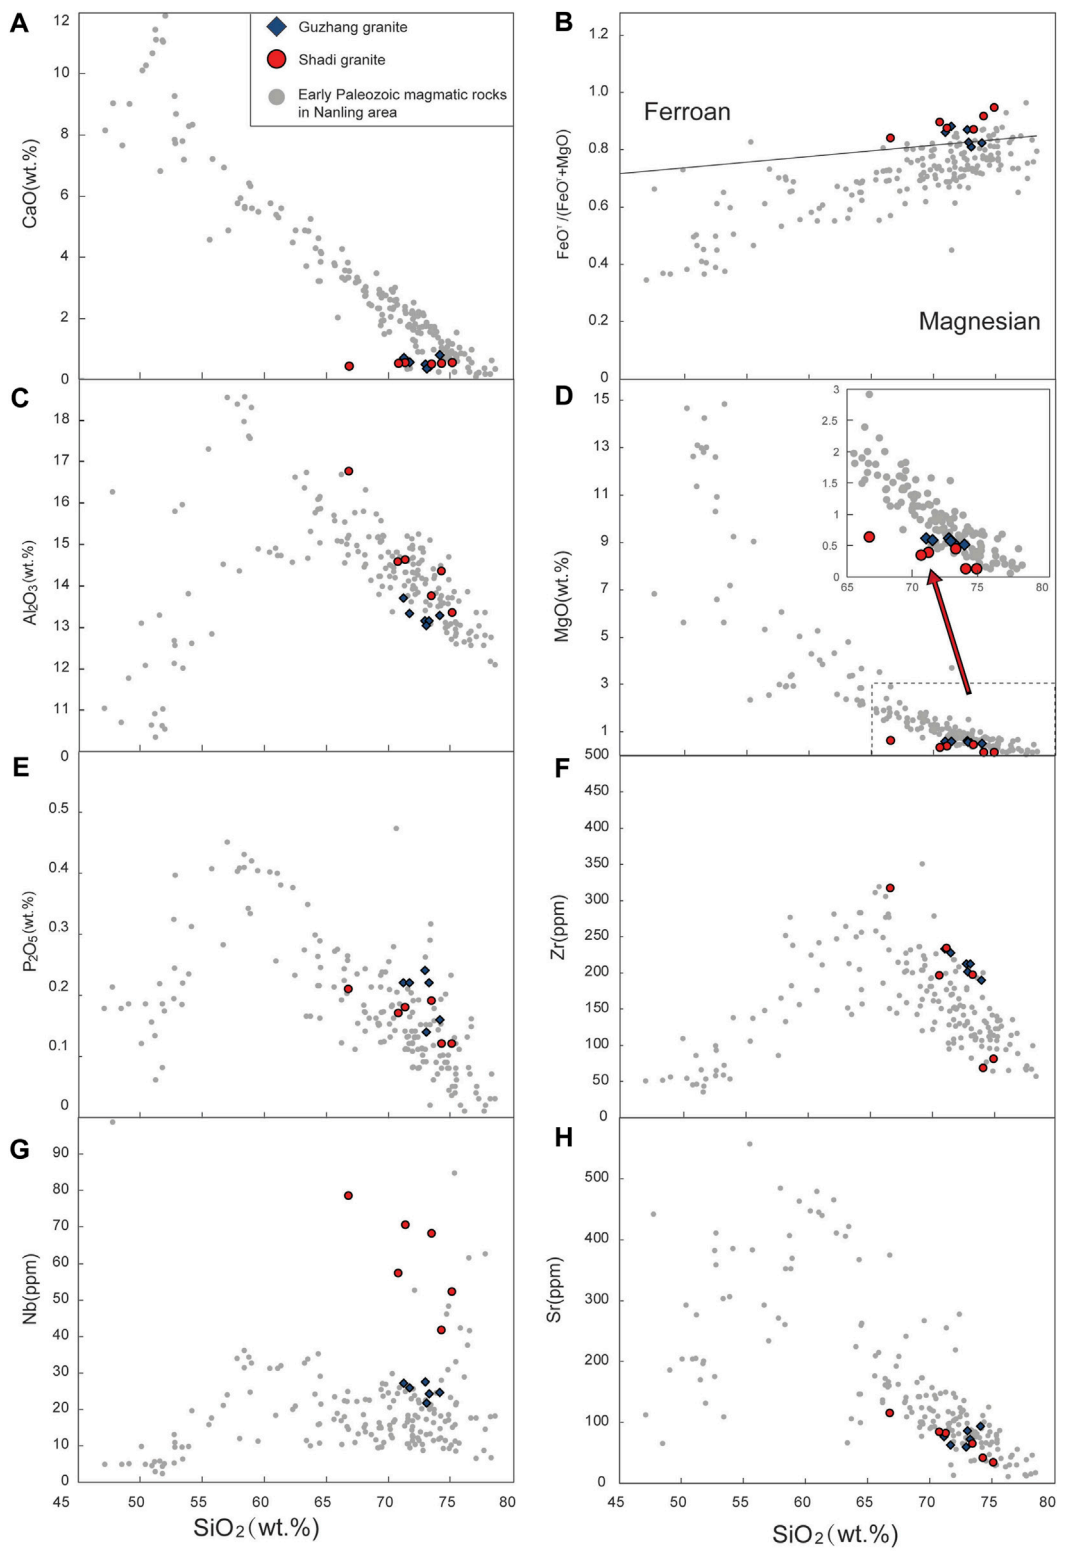 A
12
10
8
6
4
2
0
CaO(wt.%)
Guzhang granite
Shadi granite
Early Paleozoic magmatic rocks
in Nanling area
B
1.2
1.0
0.8
0.6
0.4
0.2
0
FeOᵀ/(FeOᵀ+MgO)
Ferroan
Magnesian
C
18
17
16
15
14
13
12
11
0
Al₂O₃(wt.%)
D
15
13
11
9
7
5
3
1
MgO(wt.%)
3
2.5
2
1.5
1
0.5
0
65 70 75 80
E
0.5
0.4
0.3
0.2
0.1
0
P₂O₅(wt.%)
F
500
450
400
350
300
250
200
150
100
50
0
Zr(ppm)
G
90
80
70
60
50
40
30
20
10
0
Nb(ppm)
45 50 55 60 65 70 75 80
SiO₂(wt.%)
H
500
400
300
200
100
0
Sr(ppm)
45 50 55 60 65 70 75 80
SiO₂(wt.%)